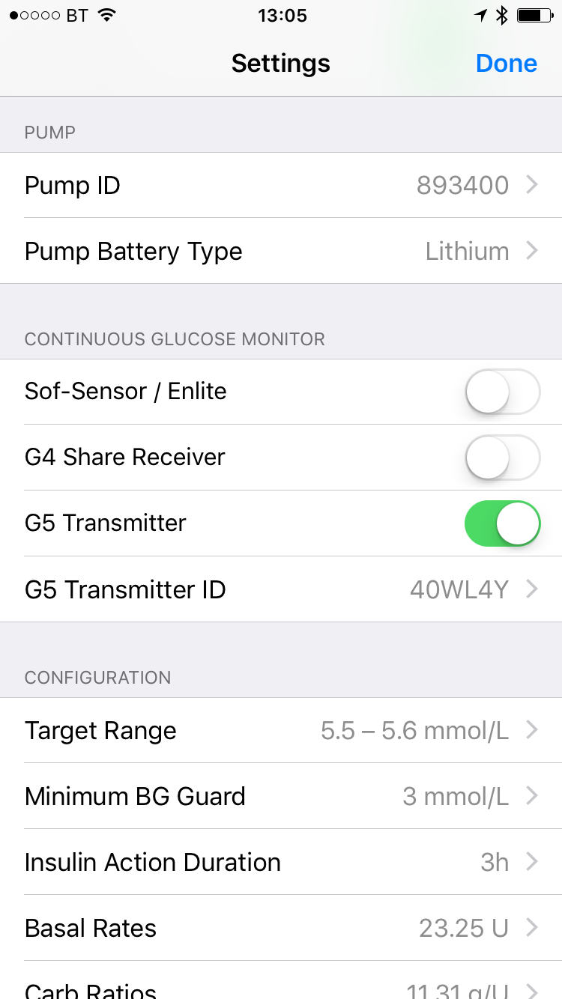 BT 13:05
Settings Done
PUMP
Pump ID 893400
Pump Battery Type Lithium
CONTINUOUS GLUCOSE MONITOR
Sof-Sensor / Enlite
G4 Share Receiver
G5 Transmitter
G5 Transmitter ID 40WL4Y
CONFIGURATION
Target Range 5.5 – 5.6 mmol/L
Minimum BG Guard 3 mmol/L
Insulin Action Duration 3h
Basal Rates 23.25 U
Carb Ratios 11.31 g/U